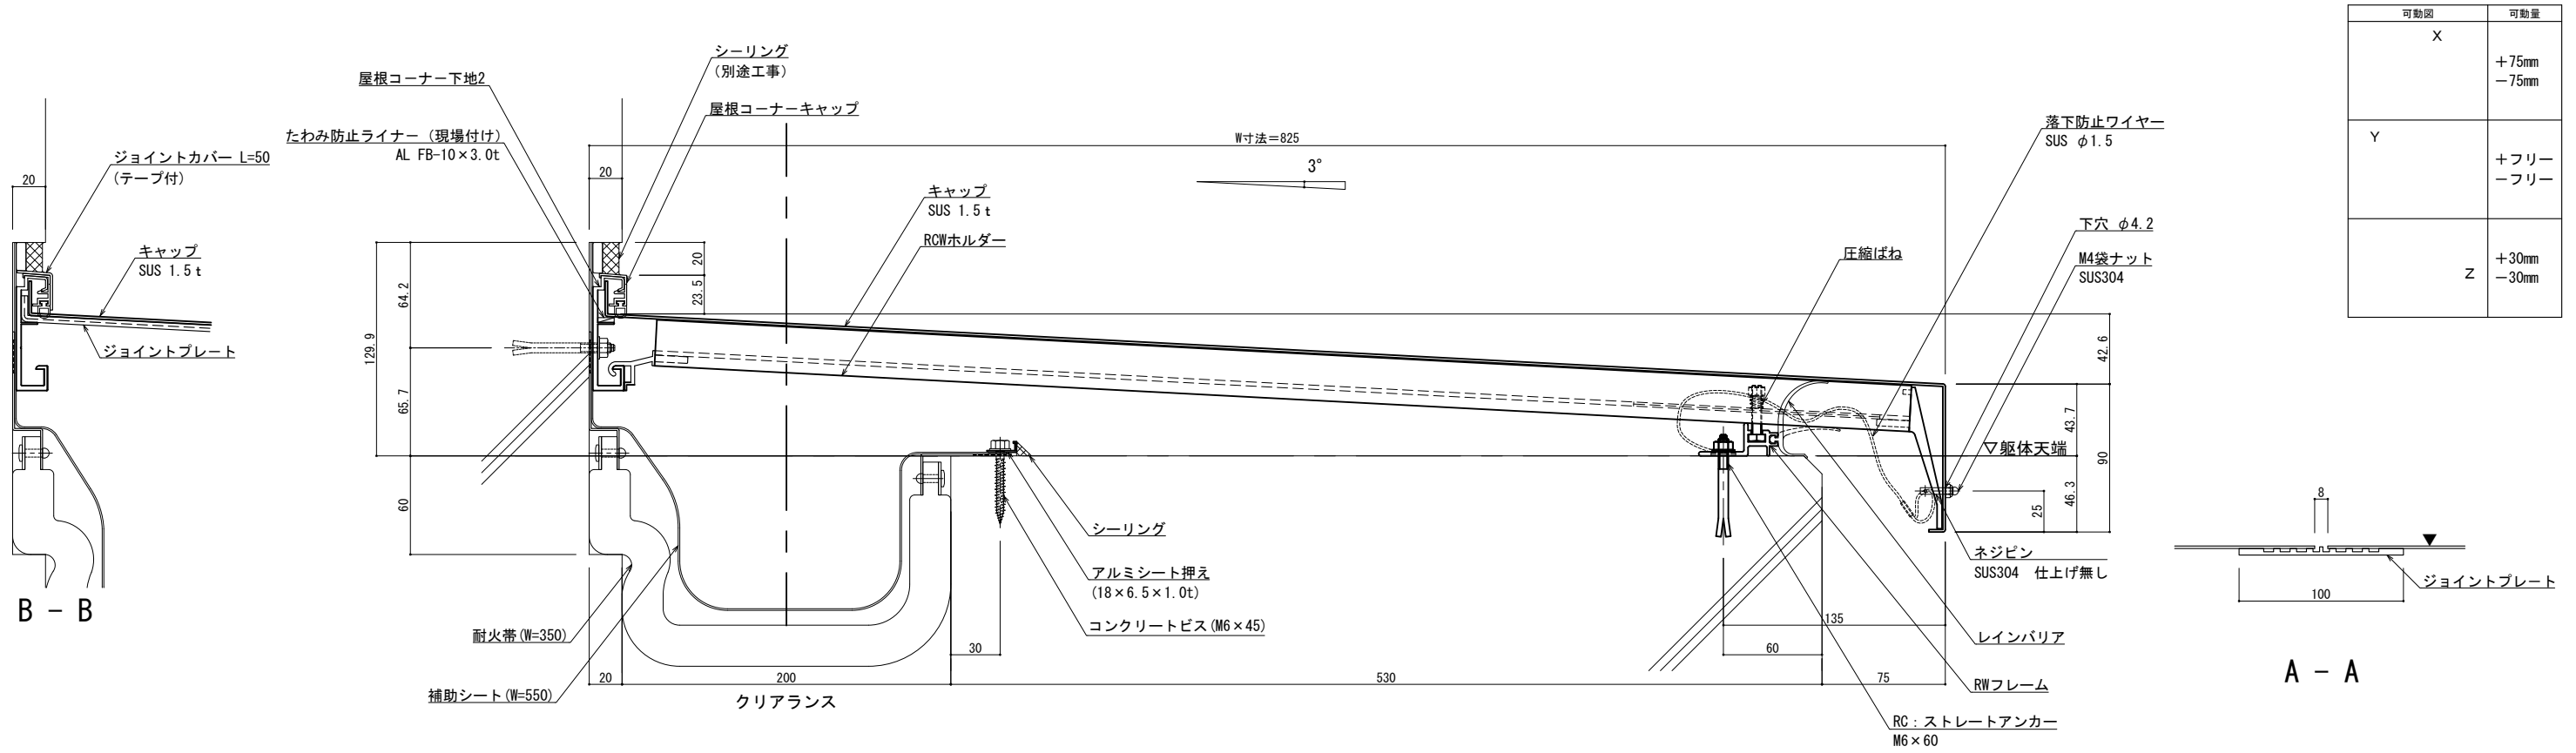 20
ジョイントカバー L=50
(テープ付)
キャップ
SUS 1.5t
ジョイントプレート
B - B
屋根コーナー下地2
たわみ防止ライナー（現場付け）
AL FB-10×3.0t
シーリング
(別途工事)
屋根コーナーキャップ
W寸法=825
3°
20
キャップ
SUS 1.5t
RCWホルダー
20
23.5
64.2
129.9
65.7
60
圧縮ばね
落下防止ワイヤー
SUS φ1.5
下穴 φ4.2
M4袋ナット
SUS304
42.6
43.7
▽躯体天端
90
46.3
25
シーリング
アルミシート押え
(18×6.5×1.0t)
コンクリートビス(M6×45)
ネジピン
SUS304 仕上げ無し
耐火帯(W=350)
補助シート(W=550)
30
135
60
レインバリア
20
200
530
75
クリアランス
RWフレーム
RC：ストレートアンカー
M6×60
可動図
可動量
X
+75mm
−75mm
Y
+フリー
−フリー
Z
+30mm
−30mm
8
ジョイントプレート
100
A - A